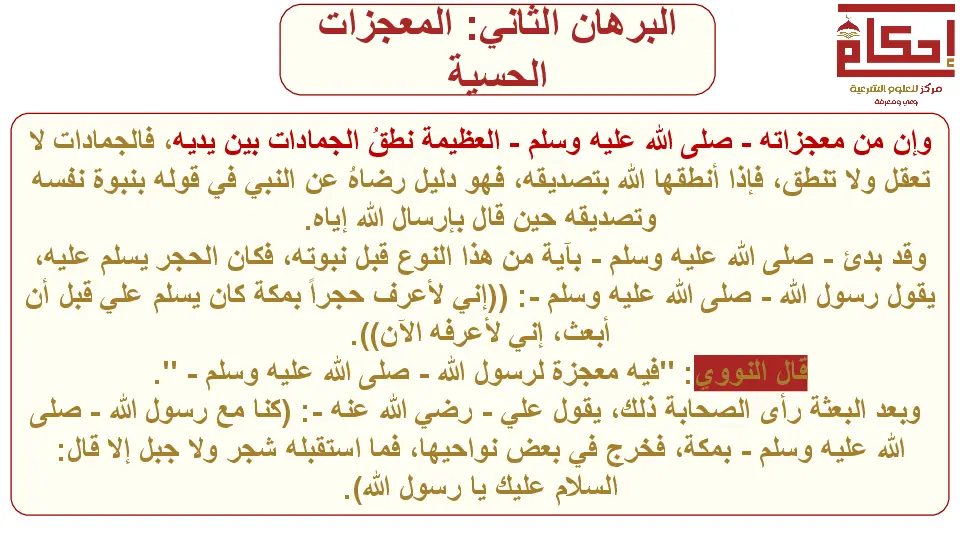 البرهان الثاني: المعجزات
الحسية
إحكام
مركز للعلوم الشرعية
وعي ومعرفة
وإن من معجزاته - صلى الله عليه وسلم - العظيمة نطقُ الجمادات بين يديه، فالجمادات لا
تعقل ولا تنطق، فإذا أنطقها الله بتصديقه، فهو دليل رضاهُ عن النبي في قوله بنبوة نفسه
وتصديقه حين قال بإرسال الله إياه.
وقد بدئ - صلى الله عليه وسلم - بآية من هذا النوع قبل نبوته، فكان الحجر يسلم عليه،
يقول رسول الله - صلى الله عليه وسلم -: ((إني لأعرف حجراً بمكة كان يسلم علي قبل أن
أبعث، إني لأعرفه الآن)).
قال النووي: "فيه معجزة لرسول الله - صلى الله عليه وسلم - ".
وبعد البعثة رأى الصحابة ذلك، يقول علي - رضي الله عنه -: (كنا مع رسول الله - صلى
الله عليه وسلم - بمكة، فخرج في بعض نواحيها، فما استقبله شجر ولا جبل إلا قال:
السلام عليك يا رسول الله).